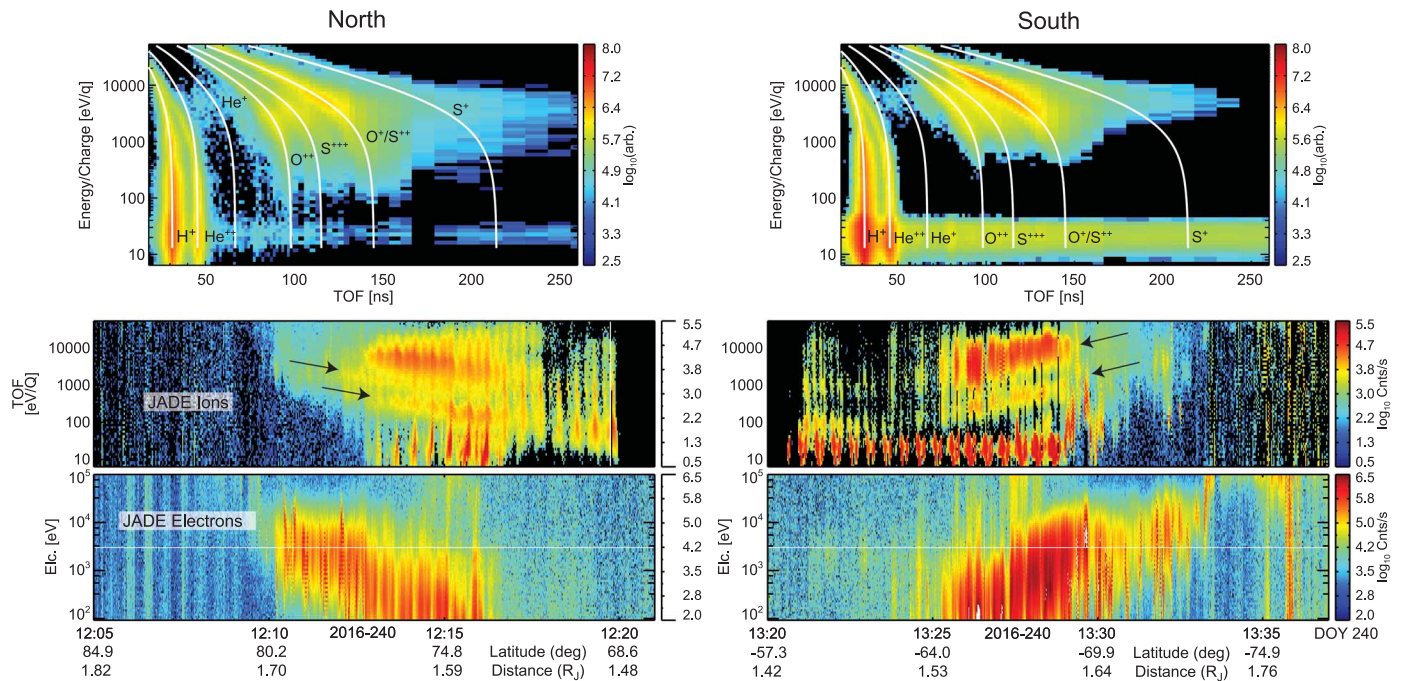 North
South
8.0
7.2
6.4
5.7
4.9
4.1
3.3
2.5
log10(arb.)
Energy/Charge [eV/q]
10000
1000
100
10
He+
S+
O+/S++
S+++
O++
H+
He++
50 100 150 200 250
TOF [ns]
8.0
7.2
6.4
5.7
4.9
4.1
3.3
2.5
log10(arb.)
Energy/Charge [eV/q]
10000
1000
100
10
H+ He++ He+ O++ S+++ O+/S++ S+
50 100 150 200 250
TOF [ns]
TOF
[eV/Q]
10000
1000
100
10
JADE Ions
5.5
4.7
3.8
3.0
2.2
1.3
0.5
10000
1000
100
10
5.5
4.7
3.8
3.0
2.2
1.3
0.5
log10 Cnts/s
Elc. [eV]
10^5
10^4
10^3
10^2
JADE Electrons
6.5
5.8
5.0
4.2
3.5
2.8
2.0
Elc. [eV]
10^5
10^4
10^3
10^2
6.5
5.8
5.0
4.2
3.5
2.8
2.0
log10 Cnts/s
12:05 12:10 2016-240 12:15 12:20
84.9 80.2 74.8 Latitude (deg) 68.6
1.82 1.70 1.59 Distance (RJ) 1.48
13:20 13:25 2016-240 13:30 13:35 DOY 240
-57.3 -64.0 -69.9 Latitude (deg) -74.9
1.42 1.53 1.64 Distance (RJ) 1.76